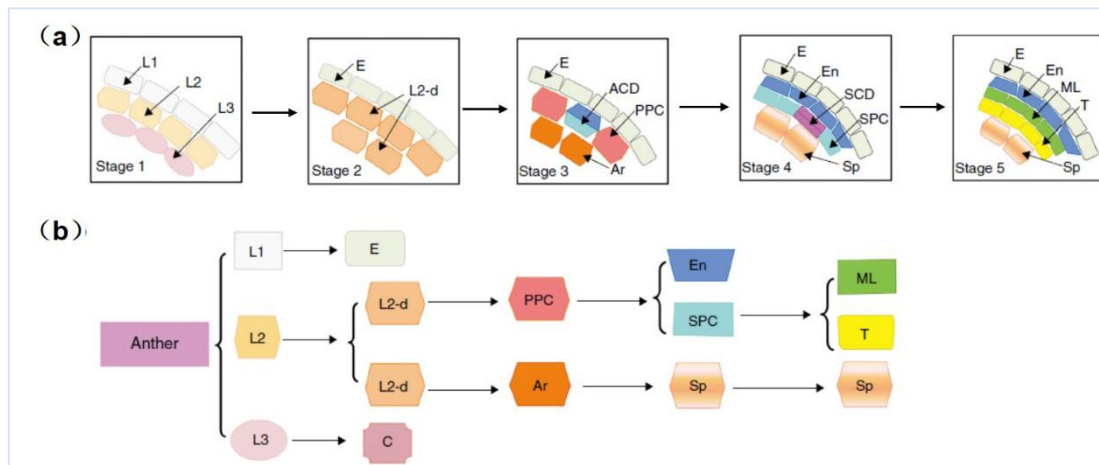 (a)
L1
L2
L3
Stage 1
E
L2-d
Stage 2
E
ACD
PPC
Ar
Stage 3
E
En
SCD
SPC
Sp
Stage 4
E
En
ML
T
Sp
Stage 5
(b)
Anther
L1
E
L2
L2-d
PPC
En
SPC
ML
T
L2-d
Ar
Sp
Sp
L3
C